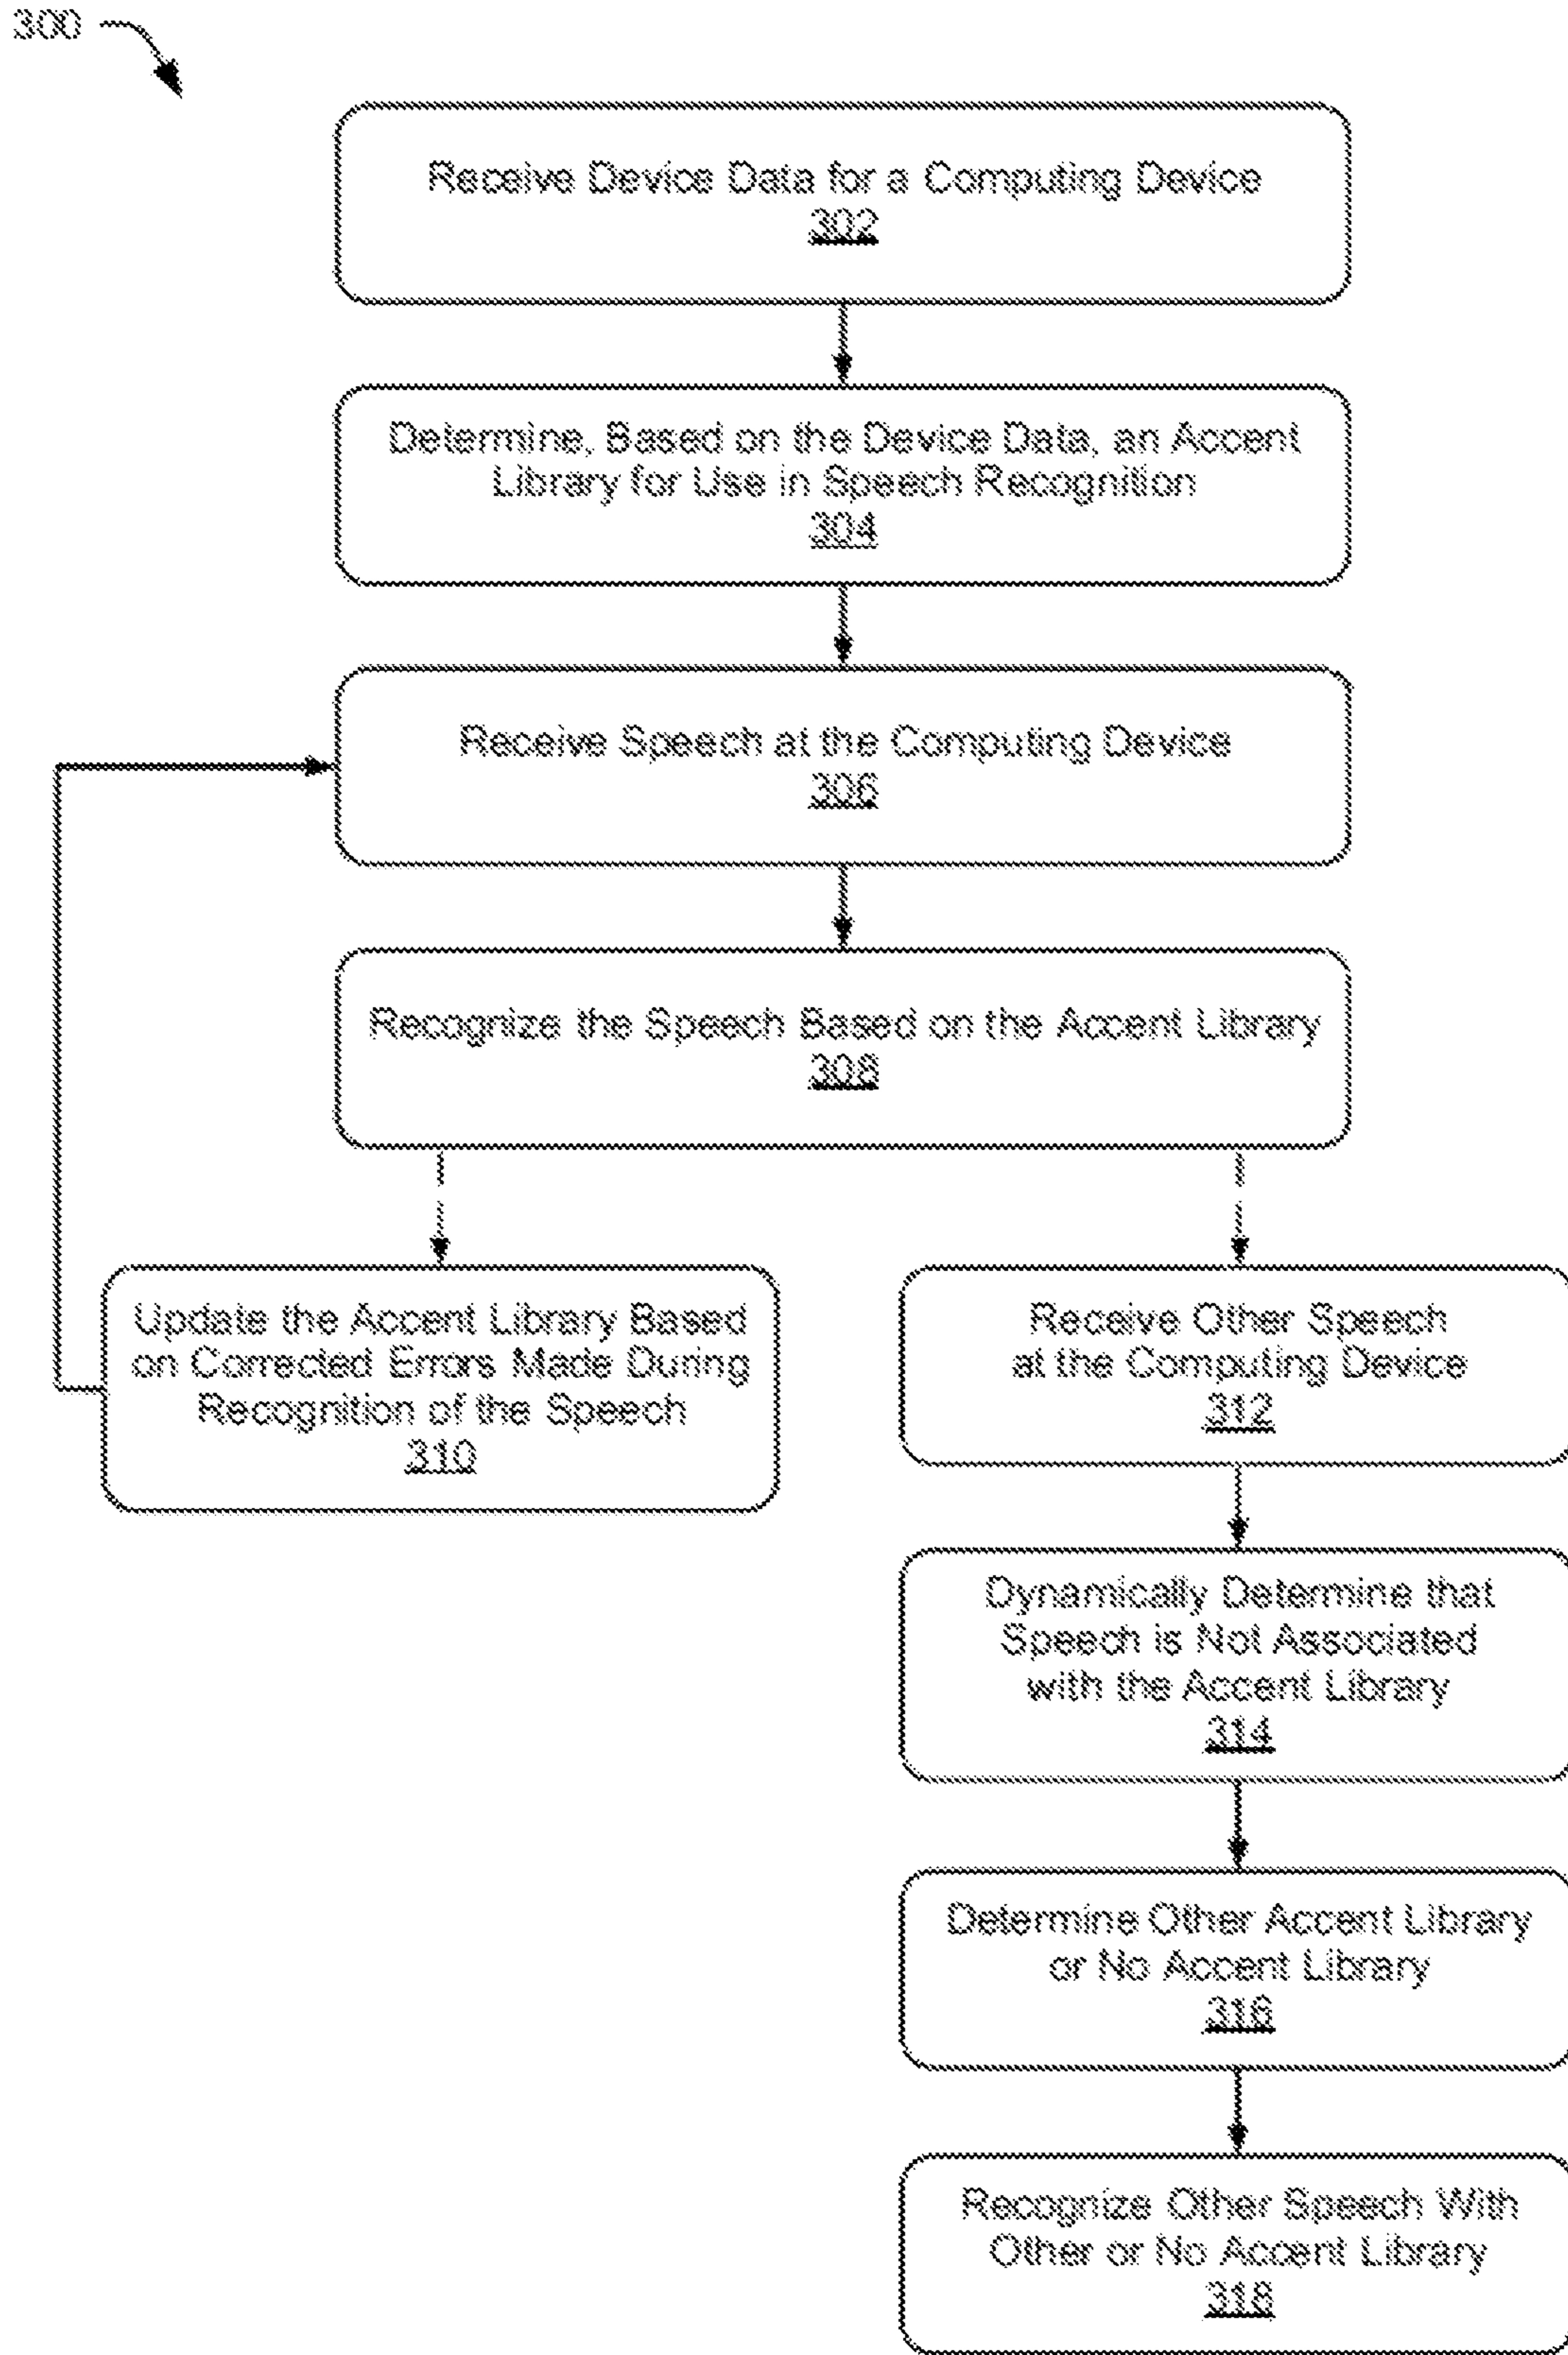 300
Receive Device Data for a Computing Device
302
Determine, Based on the Device Data, an Accent
Library for Use in Speech Recognition
304
Receive Speech at the Computing Device
306
Recognize the Speech Based on the Accent Library
308
Update the Accent Library Based
on Corrected Errors Made During
Recognition of the Speech
310
Receive Other Speech
at the Computing Device
312
Dynamically Determine that
Speech is Not Associated
with the Accent Library
314
Determine Other Accent Library
or No Accent Library
316
Recognize Other Speech With
Other or No Accent Library
318